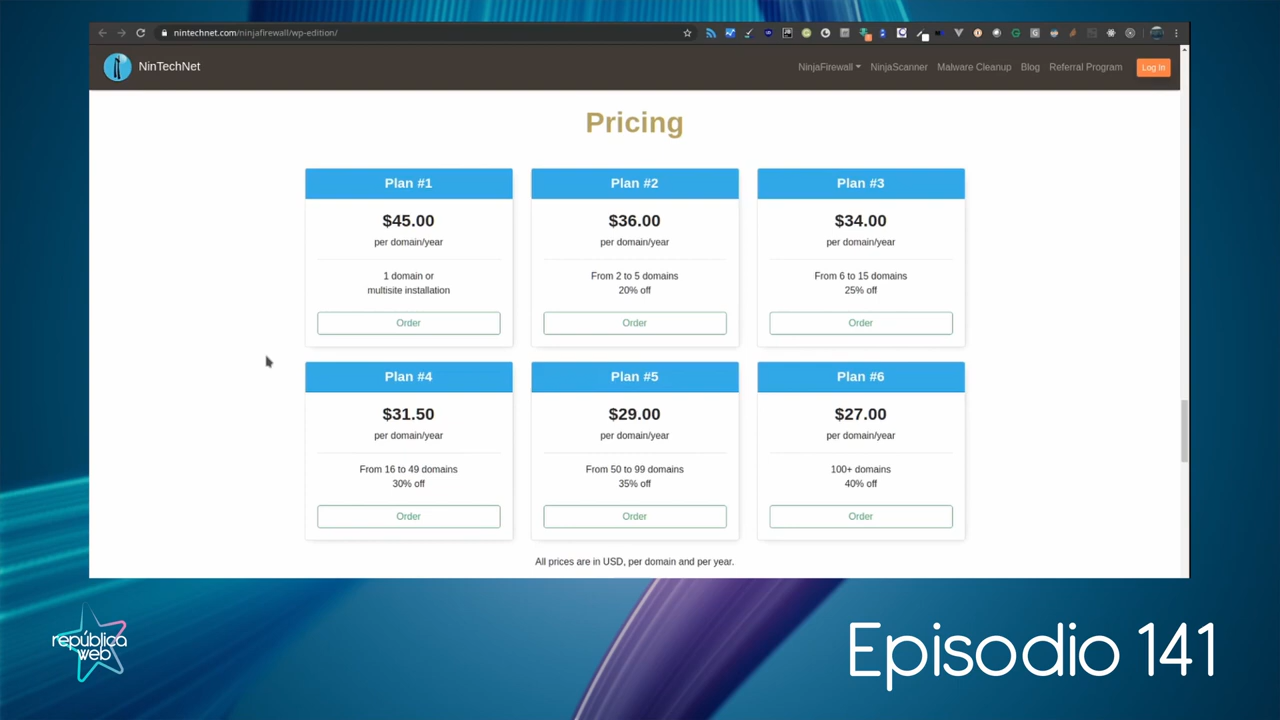 nintechnet.com/ninjafirewall/wp-edition/
NinTechNet
NinjaFirewall
NinjaScanner
Malware Cleanup
Blog
Referral Program
Log in
Pricing
Plan #1
$45.00
per domain/year
1 domain or
multisite installation
Order
Plan #2
$36.00
per domain/year
From 2 to 5 domains
20% off
Order
Plan #3
$34.00
per domain/year
From 6 to 15 domains
25% off
Order
Plan #4
$31.50
per domain/year
From 16 to 49 domains
30% off
Order
Plan #5
$29.00
per domain/year
From 50 to 99 domains
35% off
Order
Plan #6
$27.00
per domain/year
100+ domains
40% off
Order
All prices are in USD, per domain and per year.
república
web
Episodio 141